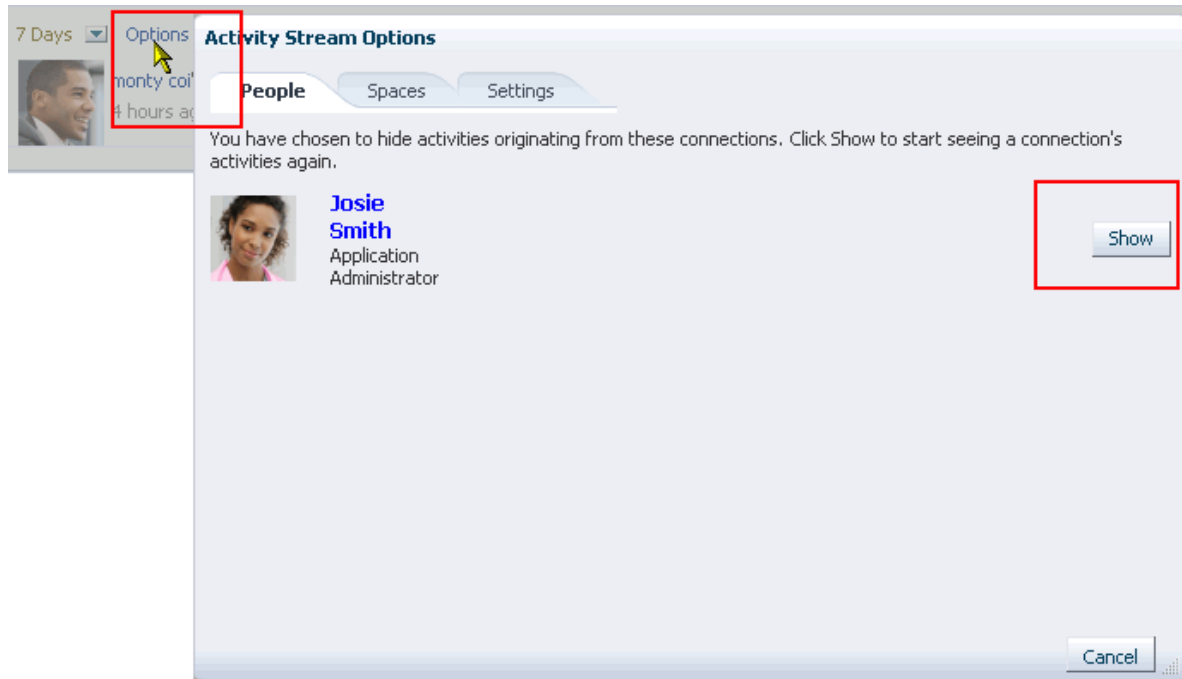 7 Days Options
monty coi'
4 hours ag
Activity Stream Options
People Spaces Settings
You have chosen to hide activities originating from these connections. Click Show to start seeing a connection's
activities again.
Josie
Smith
Application
Administrator
Show
Cancel